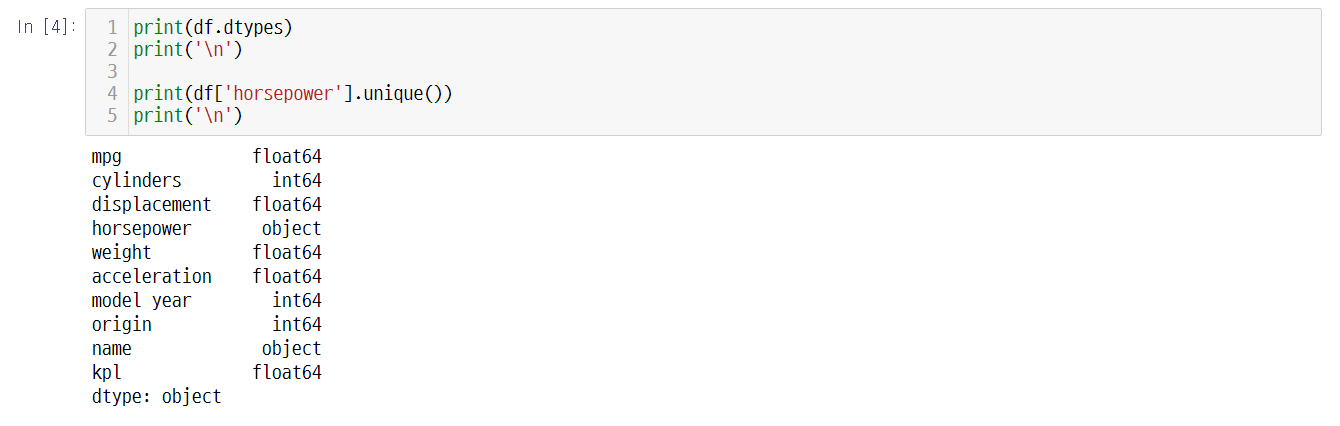 In [4]:
1 print(df.dtypes)
2 print('\n')
3
4 print(df['horsepower'].unique())
5 print('\n')
mpg             float64
cylinders         int64
displacement    float64
horsepower       object
weight          float64
acceleration    float64
model year        int64
origin            int64
name             object
kpl             float64
dtype: object